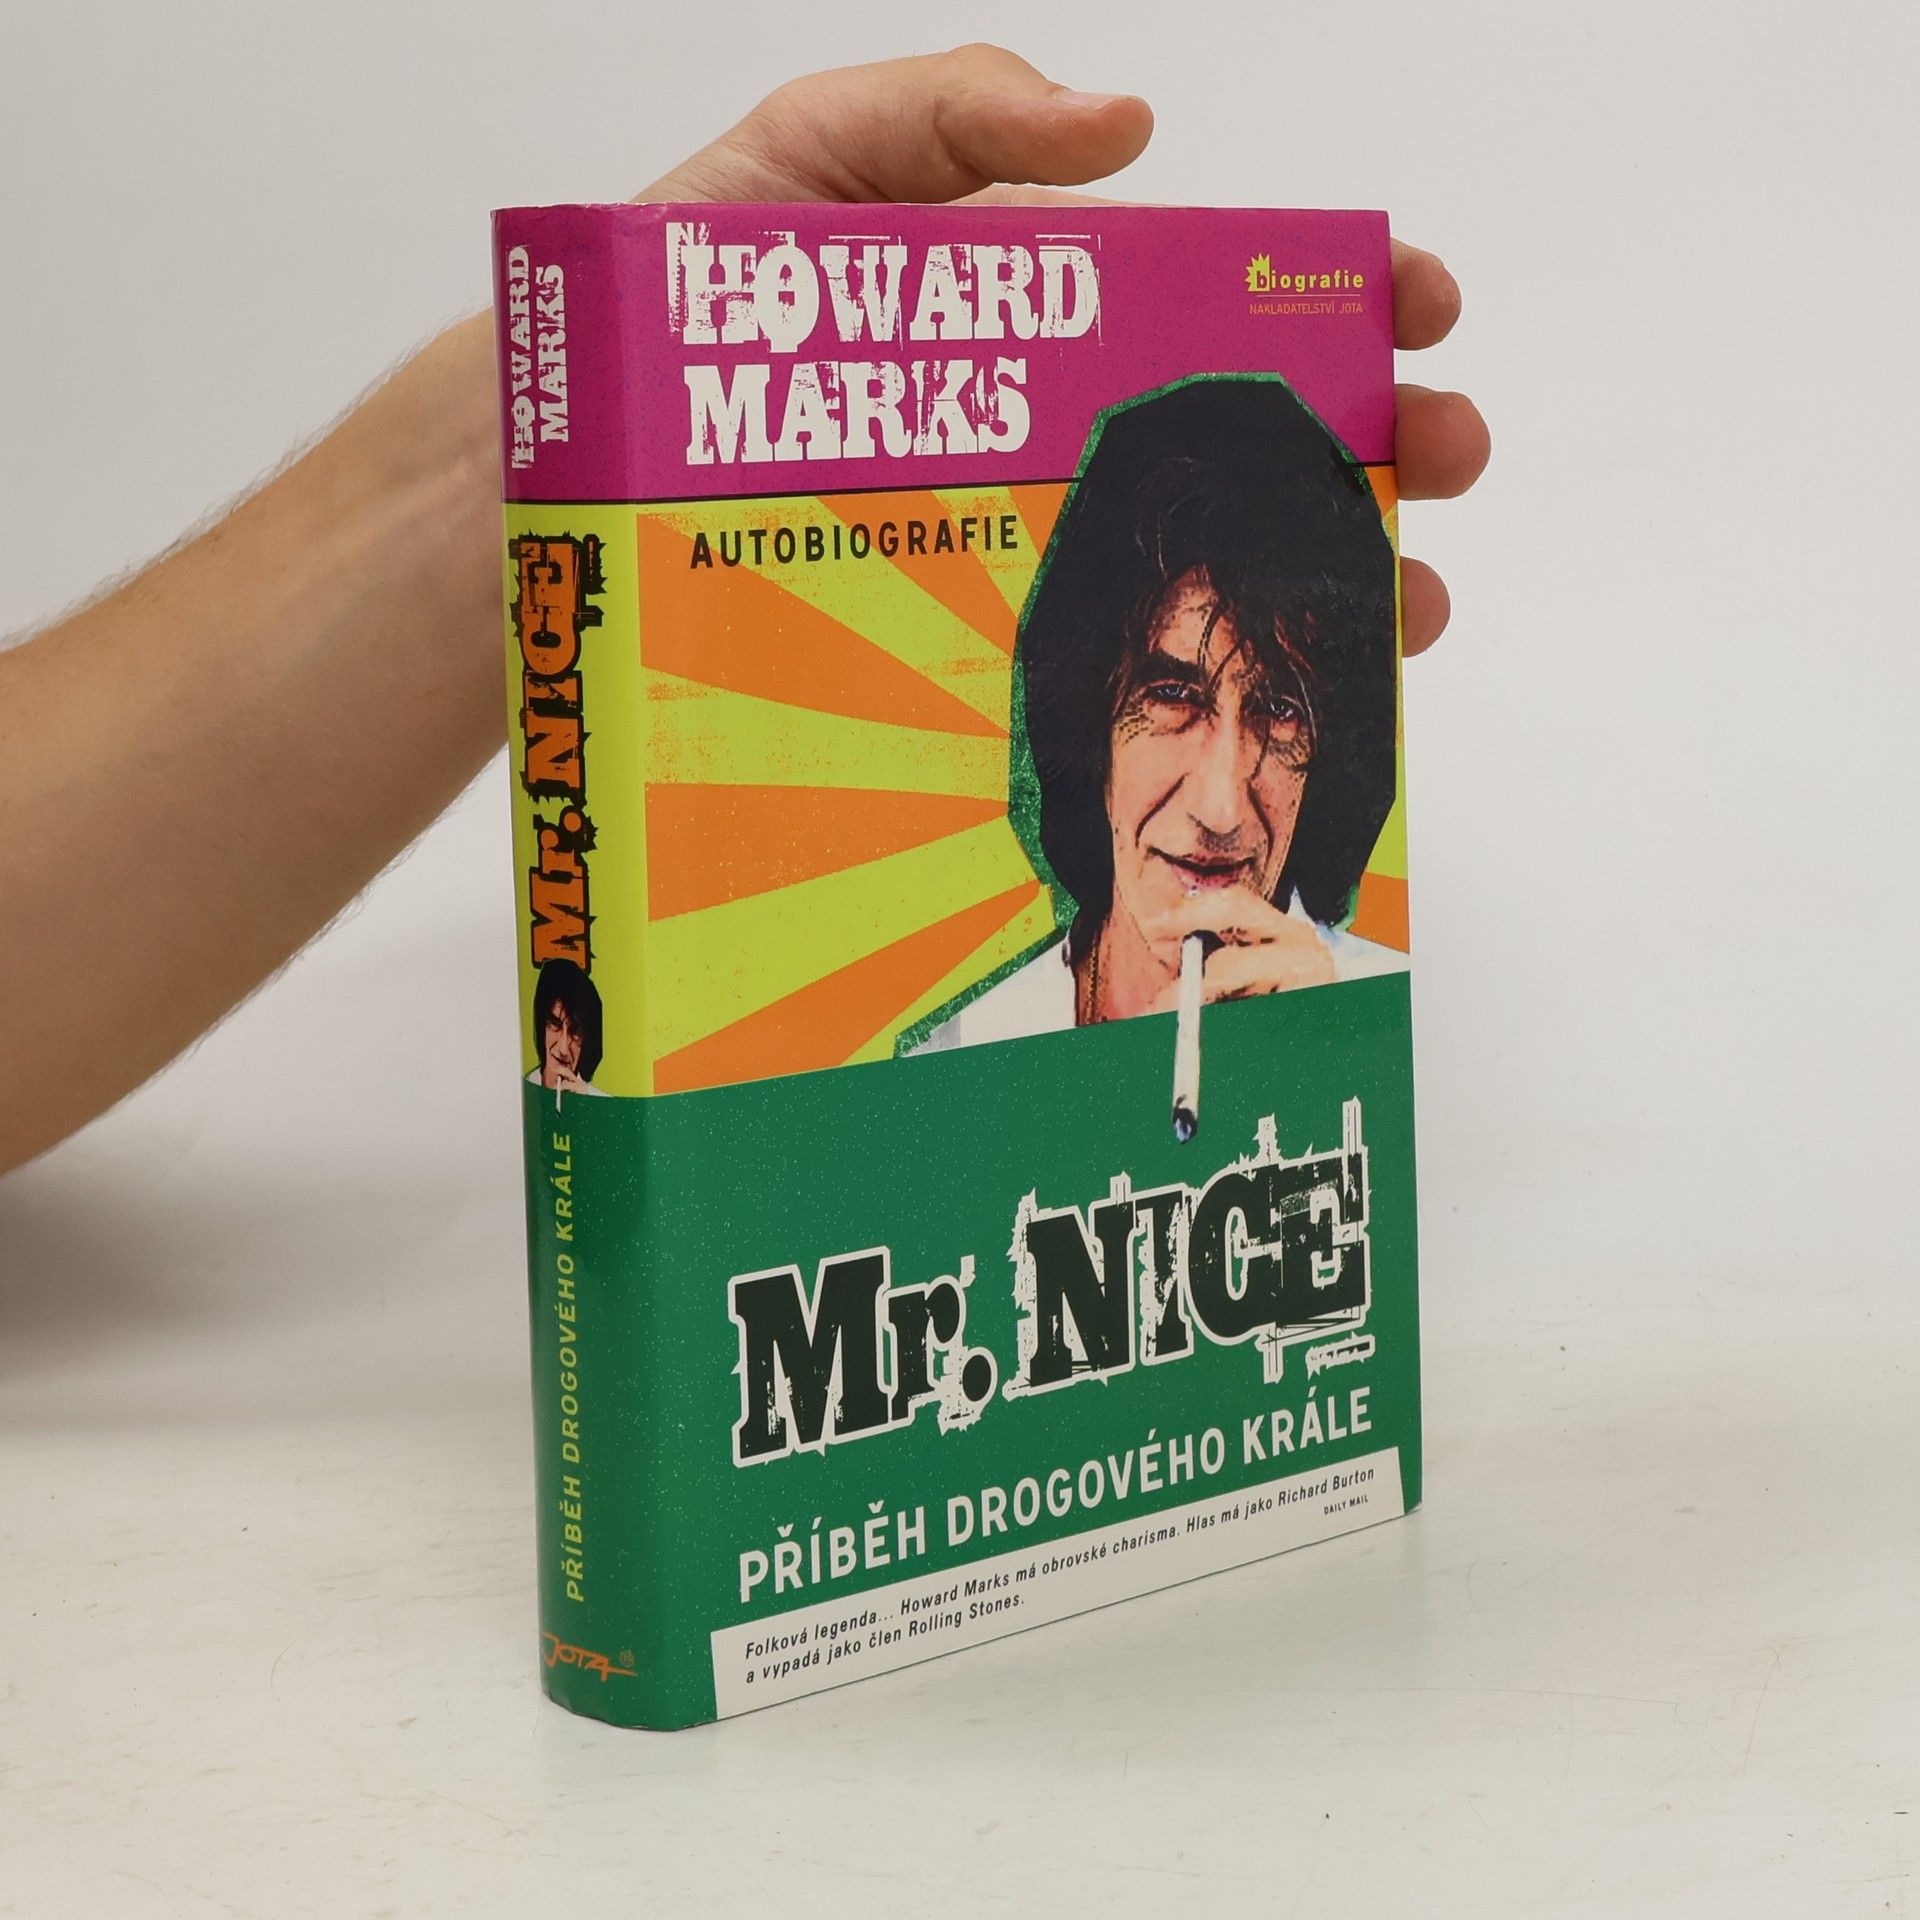 HOWARD
MARKS
biografie
NAKLADATELSTVÍ JOTA
AUTOBIOGRAFIE
Mr. NICE
PŘÍBĚH DROGOVÉHO KRÁLE
Folková legenda... Howard Marks má obrovské charisma. Hlas má jako Richard Burton
a vypadá jako člen Rolling Stones.
DAILY MAIL
HOWARD
MARKS
Mr. NICE
PŘÍBĚH DROGOVÉHO KRÁLE
JOTA